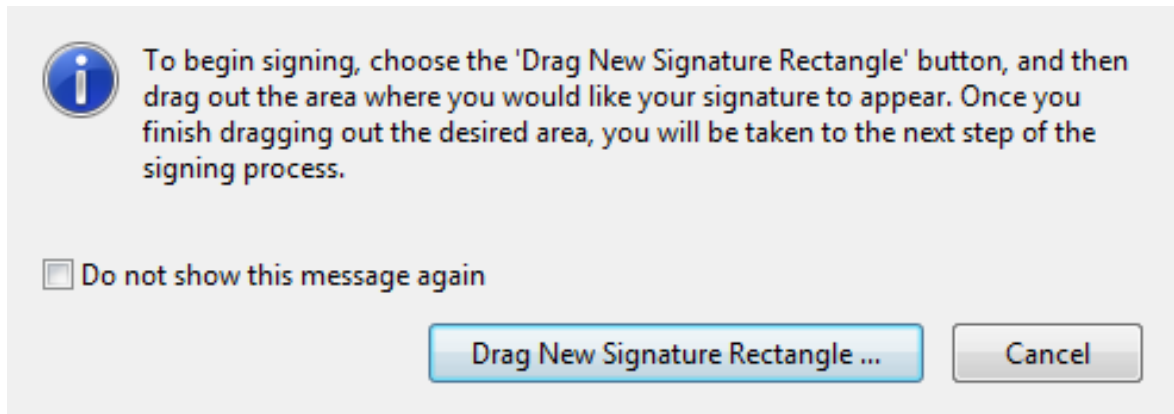 To begin signing, choose the 'Drag New Signature Rectangle' button, and then
drag out the area where you would like your signature to appear. Once you
finish dragging out the desired area, you will be taken to the next step of the
signing process.
Do not show this message again
Drag New Signature Rectangle ...
Cancel